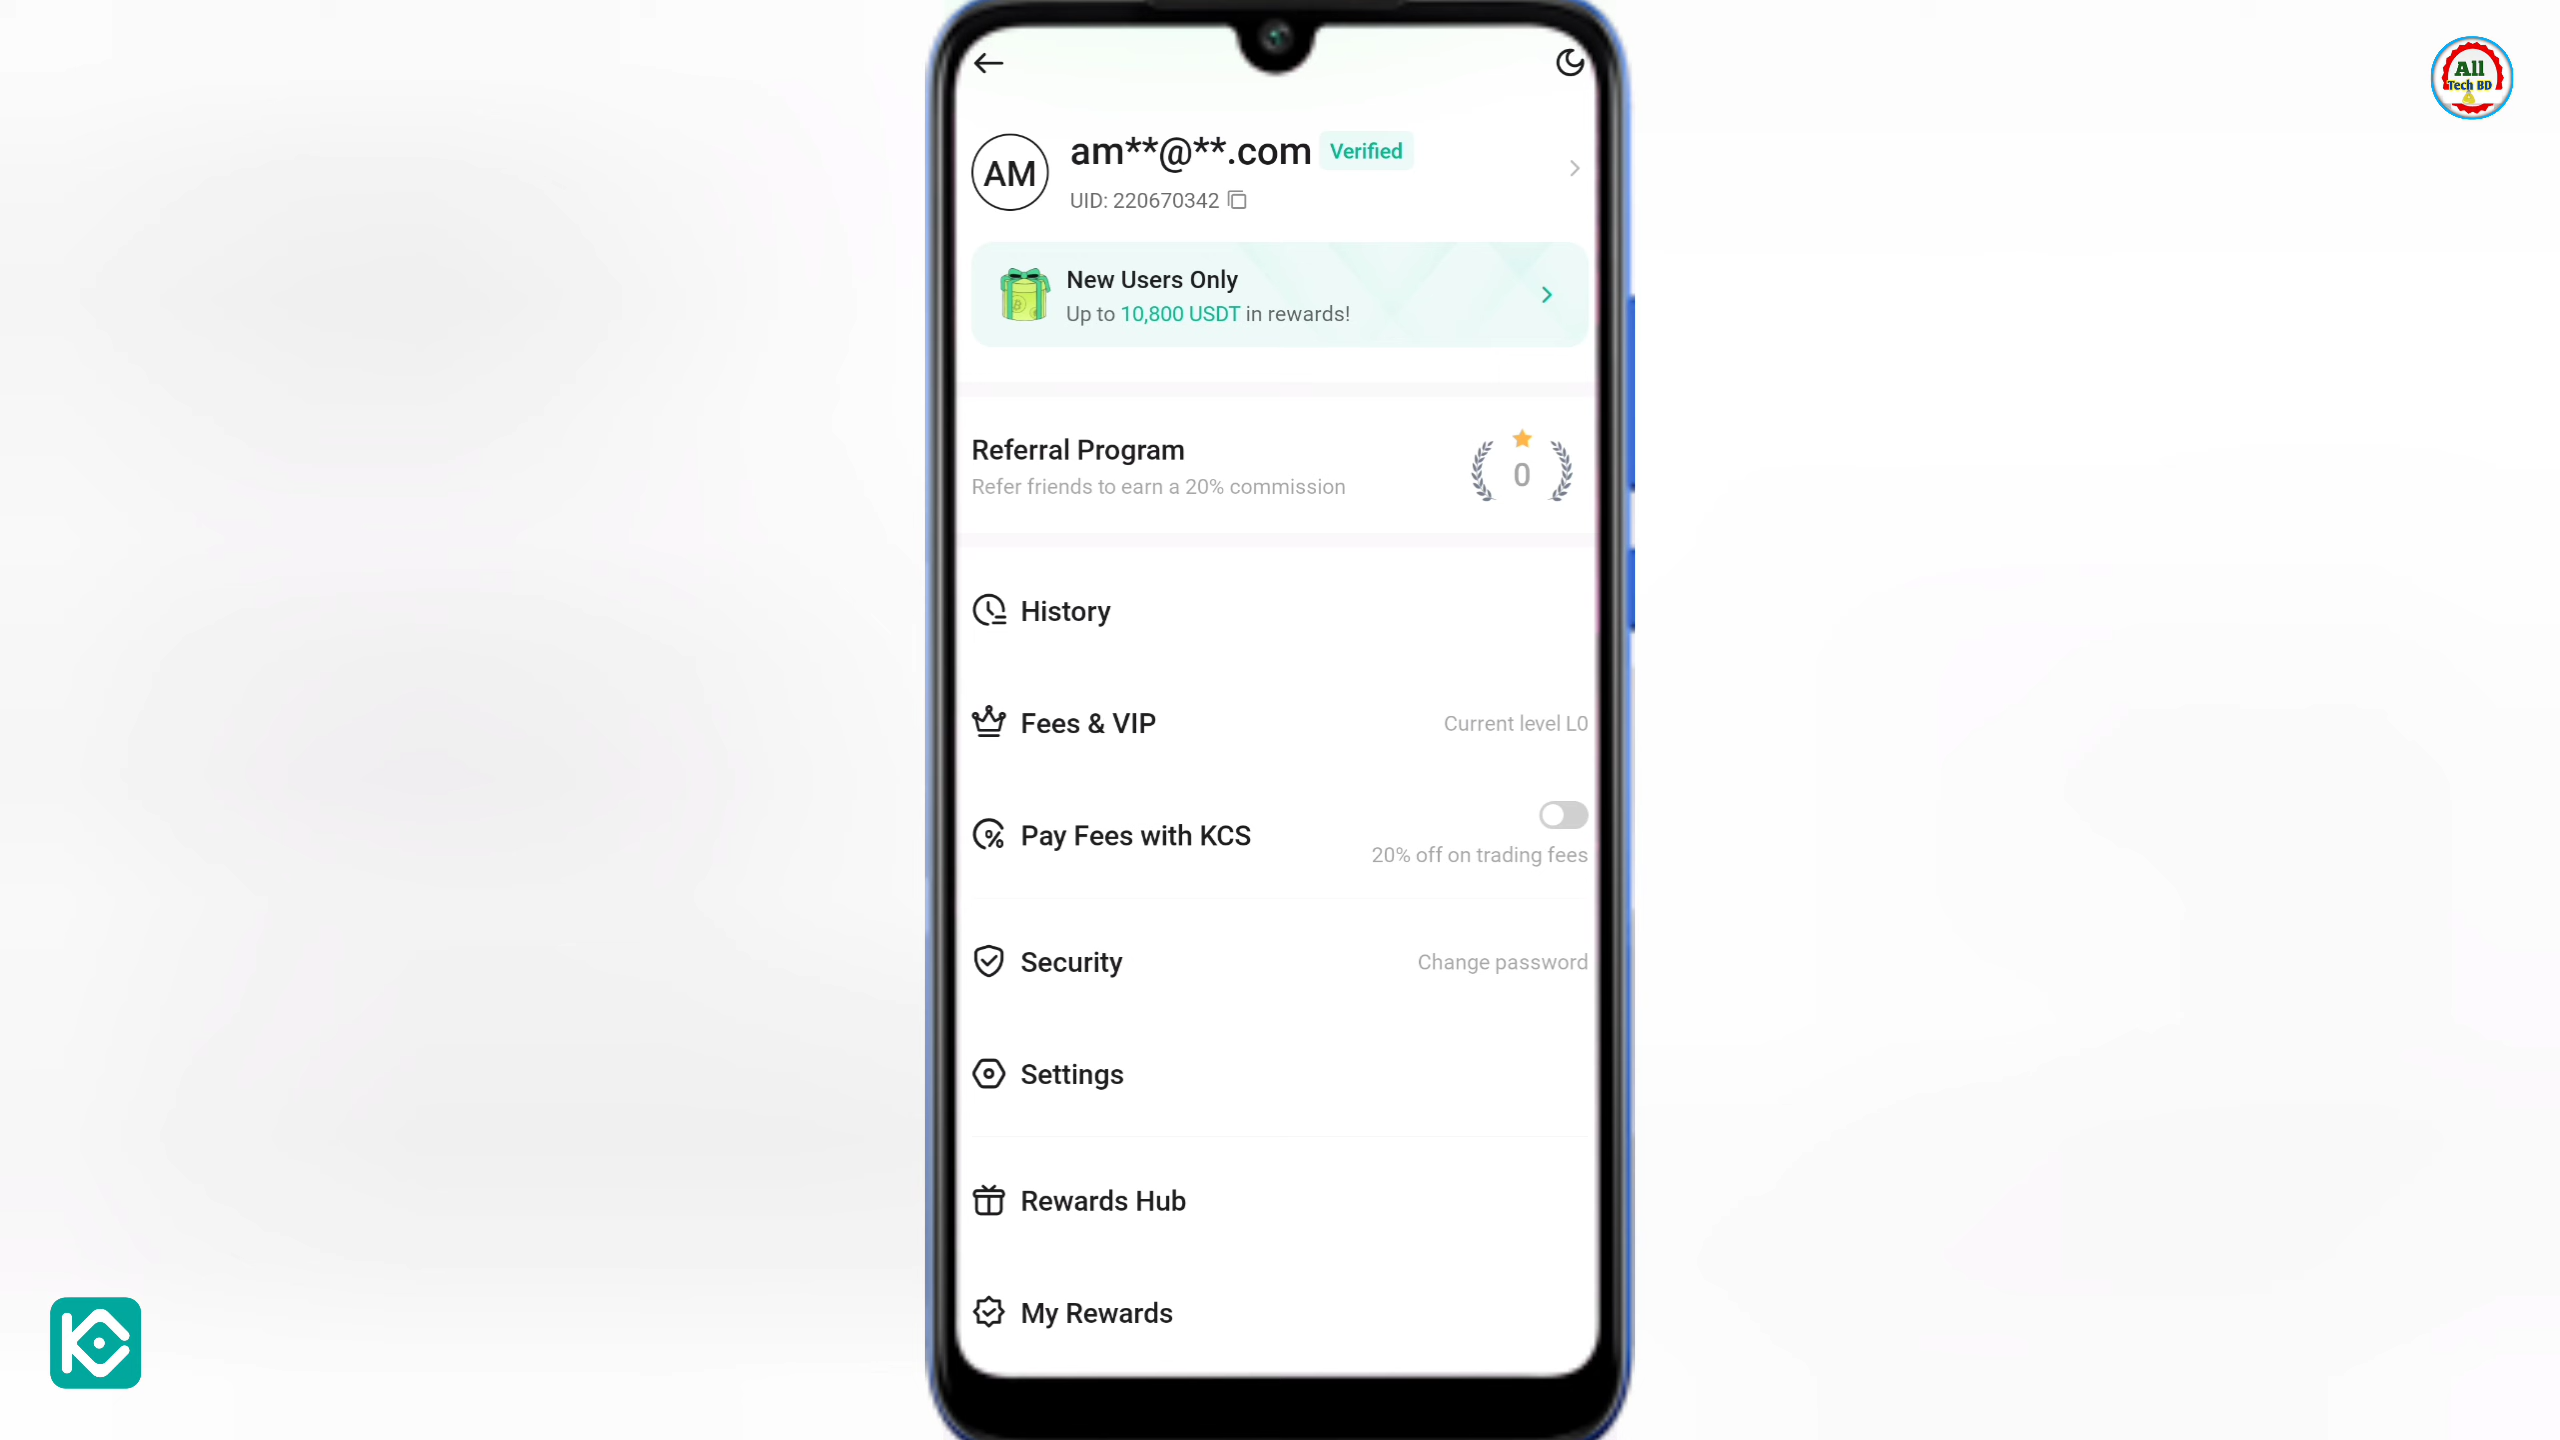 All
Tech BD
am**@**.com Verified
AM
UID: 220670342
New Users Only
Up to 10,800 USDT in rewards!
Referral Program
Refer friends to earn a 20% commission
0
History
Fees & VIP
Current level L0
Pay Fees with KCS
20% off on trading fees
Security
Change password
Settings
Rewards Hub
My Rewards